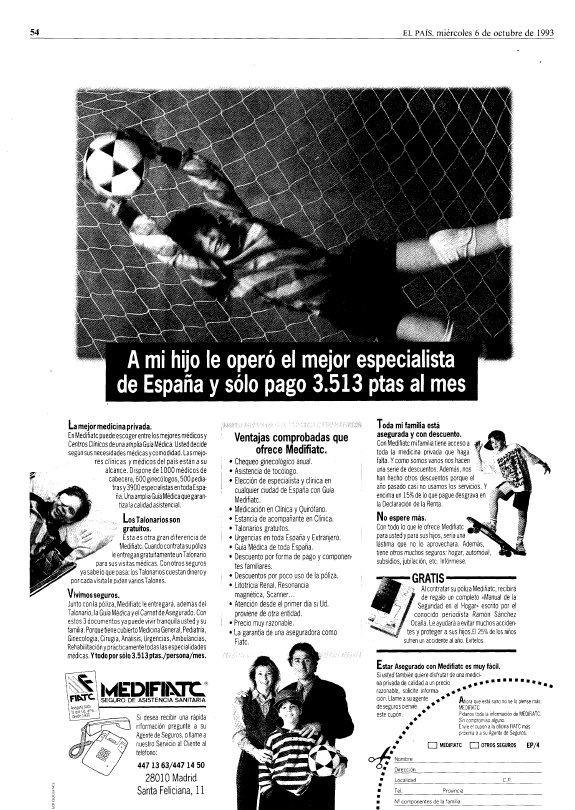 54
EL PAÍS, miércoles 6 de octubre de 1993
A mi hijo le operó el mejor especialista
de España y sólo pago 3.513 ptas al mes
La mejor medicina privada.
En Medifiatc puede escoger entre los mejores médicos y
Centros Clínicos de una amplia Guía Médica. Usted decide
según sus necesidades médicas y comodidad. Las mejo-
res clínicas y médicos del país están a su
alcance. Dispone de 1000 médicos de
cabecera, 600 ginecólogos, 500 pedia-
tras y 3900 especialistas en toda Espa-
ña. Una amplia Guía Médica que garan-
tiza la calidad asistencial.
Los Talonarios son
gratuitos.
Esta es otra gran diferencia de
Medifiatc. Cuando contrata su póliza
le entregan gratuitamente un Talonario
para sus visitas médicas. Con otros seguros
ya sabe lo que pasa: los Talonarios cuestan dinero y
por cada visita le piden varios Talones.
Vivimos seguros.
Junto con la póliza, Medifiatc le entregará, además del
Talonario, la Guía Médica y el Carnet de Asegurado. Con
estos 3 documentos ya puede vivir tranquila usted y su
familia. Porque tiene cubierto Medicina General, Pediatría,
Ginecología, Cirugía, Análisis, Urgencias, Ambulancias,
Rehabilitación y prácticamente todas las especialidades
médicas. Y todo por sólo 3.513 ptas./persona/mes.
FIATC
MEDIFIATC
SEGURO DE ASISTENCIA SANITARIA
Si desea recibir una rápida
información pregunte a su
Agente de Seguros, o llame a
nuestro Servicio al Cliente al
teléfono:
447 13 63/447 14 50
28010 Madrid
Santa Feliciana, 11
Ventajas comprobadas que
ofrece Medifiatc.
• Chequeo ginecológico anual.
• Asistencia de tocólogo.
• Elección de especialista y clínica en
cualquier ciudad de España con Guía
Medifiatc.
• Medicación en Clínica y Quirófano.
• Estancia de acompañante en Clínica.
• Talonarios gratuitos.
• Urgencias en toda España y Extranjero.
• Guía Médica de toda España.
• Descuento por forma de pago y componen-
tes familiares.
• Descuentos por poco uso de la póliza.
• Litotricia Renal, Resonancia
magnética, Scanner...
• Atención desde el primer día si Ud.
proviene de otra entidad.
• Precio muy razonable.
• La garantía de una aseguradora como
Fiatc.
Toda mi familia está
asegurada y con descuento.
Con Medifiatc mi familia tiene acceso a
toda la medicina privada que haga
falta. Y como somos varios nos hacen
una serie de descuentos. Además, nos
han hecho otros descuentos porque el
año pasado casi no usamos los servicios. Y
encima un 15% de lo que pague desgrava en
la Declaración de la Renta.
No espere más.
Con todo lo que le ofrece Medifiatc
para usted y para sus hijos, sería una
lástima que no lo aprovechara. Además,
tiene otros muchos seguros: hogar, automóvil,
subsidios, jubilación, etc. Infórmese.
GRATIS
Al contratar su póliza Medifiatc, recibirá
de regalo un completo «Manual de la
Seguridad en el Hogar» escrito por el
conocido periodista Ramón Sánchez
Ocaña. Le ayudará a evitar muchos acciden-
tes y proteger a sus hijos. El 25% de los niños
sufren un accidente al año. Evítelos.
Estar Asegurado con Medifiatc es muy fácil.
Si usted también quiere disfrutar de una medici-
na privada de calidad a un precio
razonable, solicite informa-
ción. Llame a su agente
de seguros o envíe
este cupón.
Ahora que está sano no se lo piense más:
MEDIFIATC
Pídanos toda la información de MEDIFIATC.
Sin compromiso alguno.
Envíe el cupón a la oficina FIATC más
próxima o a su Agente de Seguros.
MEDIFIATC
OTROS SEGUROS
EP/4
Nombre
Dirección
Localidad
C.P.
Tel.
Provincia
Nº componentes de la familia